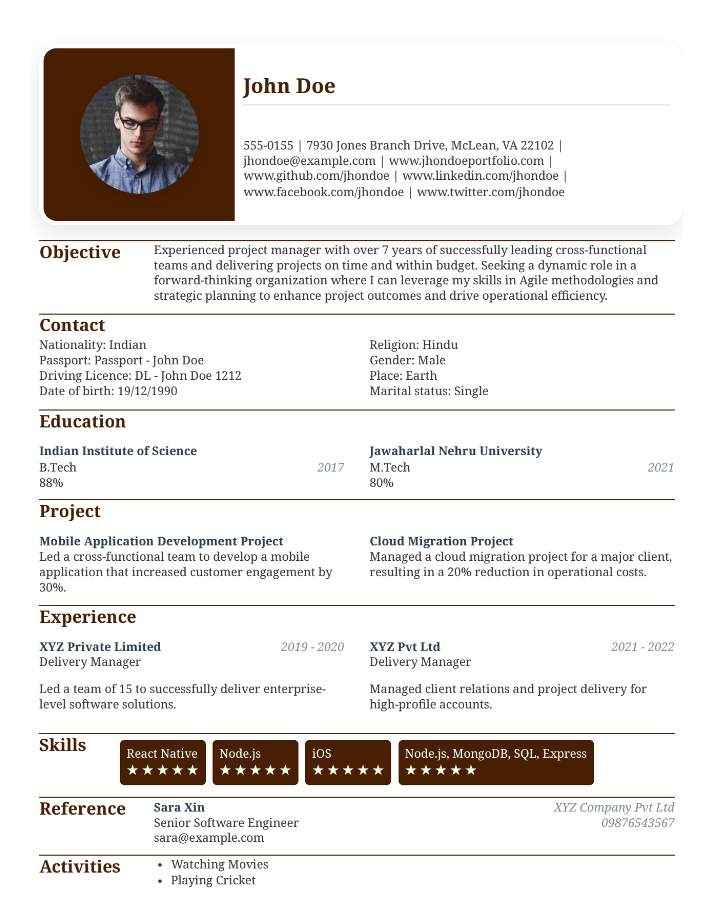 John Doe
555-0155 | 7930 Jones Branch Drive, McLean, VA 22102 |
jhondoe@example.com | www.jhondoeportfolio.com |
www.github.com/jhondoe | www.linkedin.com/jhondoe |
www.facebook.com/jhondoe | www.twitter.com/jhondoe
Objective
Experienced project manager with over 7 years of successfully leading cross-functional
teams and delivering projects on time and within budget. Seeking a dynamic role in a
forward-thinking organization where I can leverage my skills in Agile methodologies and
strategic planning to enhance project outcomes and drive operational efficiency.
Contact
Nationality: Indian
Passport: Passport - John Doe
Driving Licence: DL - John Doe 1212
Date of birth: 19/12/1990
Religion: Hindu
Gender: Male
Place: Earth
Marital status: Single
Education
Indian Institute of Science
B.Tech 2017
88%
Jawaharlal Nehru University
M.Tech 2021
80%
Project
Mobile Application Development Project
Led a cross-functional team to develop a mobile
application that increased customer engagement by
30%.
Cloud Migration Project
Managed a cloud migration project for a major client,
resulting in a 20% reduction in operational costs.
Experience
XYZ Private Limited 2019 - 2020
Delivery Manager
Led a team of 15 to successfully deliver enterprise-
level software solutions.
XYZ Pvt Ltd 2021 - 2022
Delivery Manager
Managed client relations and project delivery for
high-profile accounts.
Skills
React Native
★★★★★
Node.js
★★★★★
iOS
★★★★★
Node.js, MongoDB, SQL, Express
★★★★★
Reference
Sara Xin
Senior Software Engineer
sara@example.com
XYZ Company Pvt Ltd
09876543567
Activities
• Watching Movies
• Playing Cricket